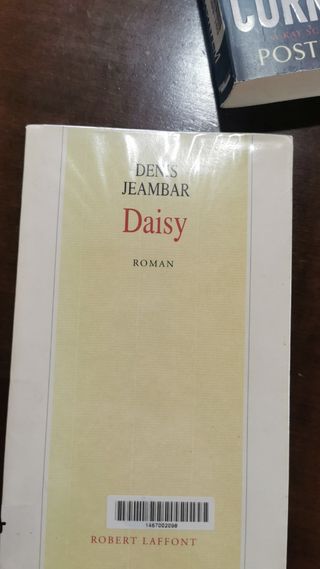 POST
DENIS
JEAMBAR
Daisy
ROMAN
1467002098
ROBERT LAFFONT